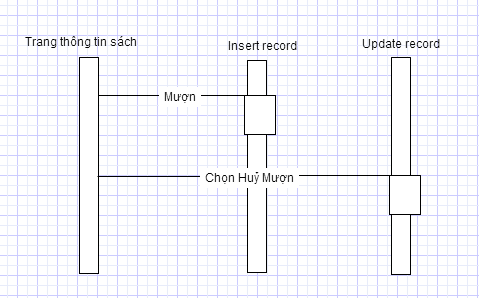 Trang thông tin sách
Insert record
Update record
Mượn
Chọn Huỷ Mượn